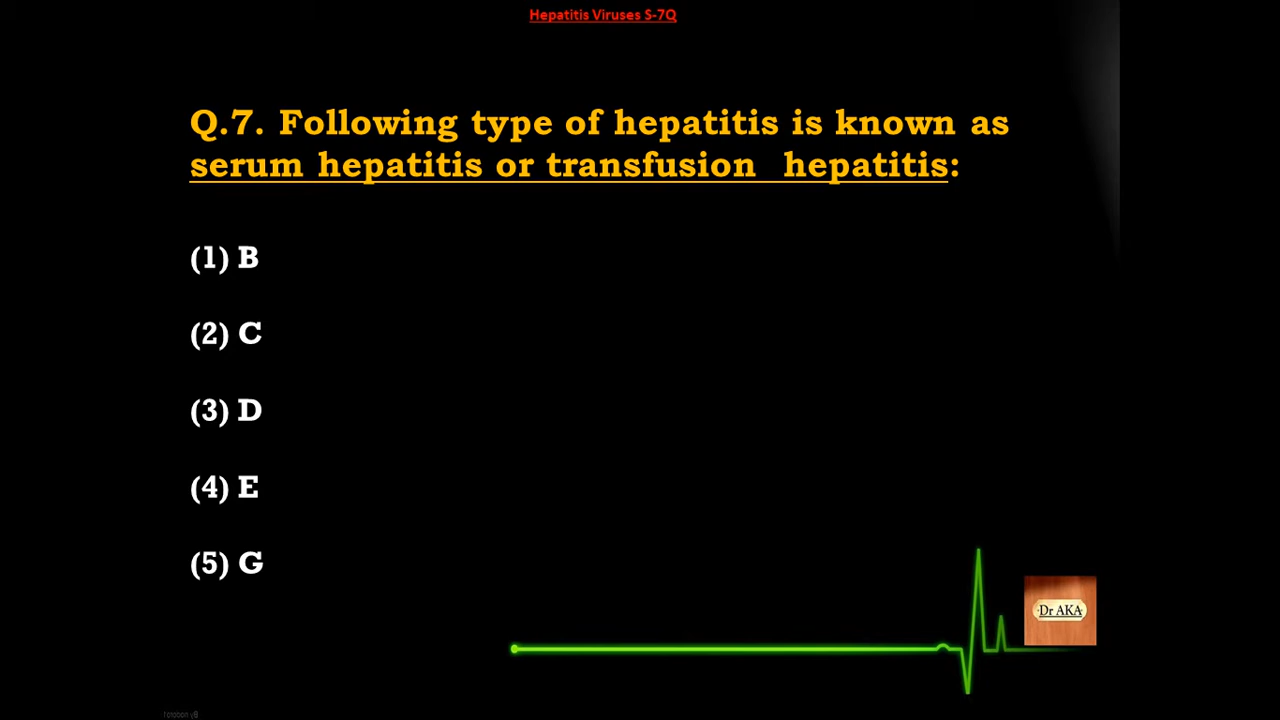 Hepatitis Viruses S-7Q
Q.7. Following type of hepatitis is known as
serum hepatitis or transfusion hepatitis:
(1) B
(2) C
(3) D
(4) E
(5) G
Dr AKA